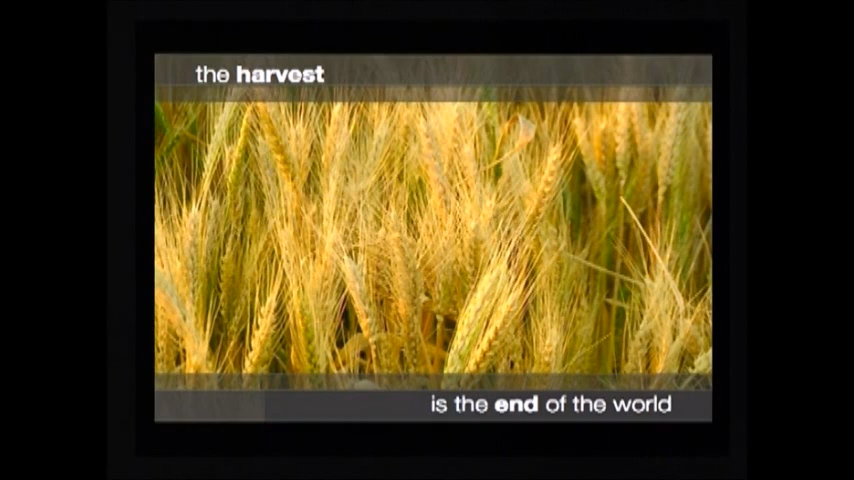 the harvest
is the end of the world